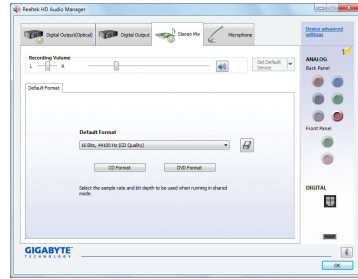 Realtek HD Audio Manager
Digital Output(Optical)
Digital Output
Stereo Mix
Microphone
Device advanced
settings
Recording Volume
L
R
Set Default
Device
ANALOG
Back Panel
Default Format
Default Format
16 Bits, 44100 Hz (CD Quality)
CD Format
DVD Format
Select the sample rate and bit depth to be used when running in shared
mode.
Front Panel
DIGITAL
GIGABYTE
TECHNOLOGY
i
OK